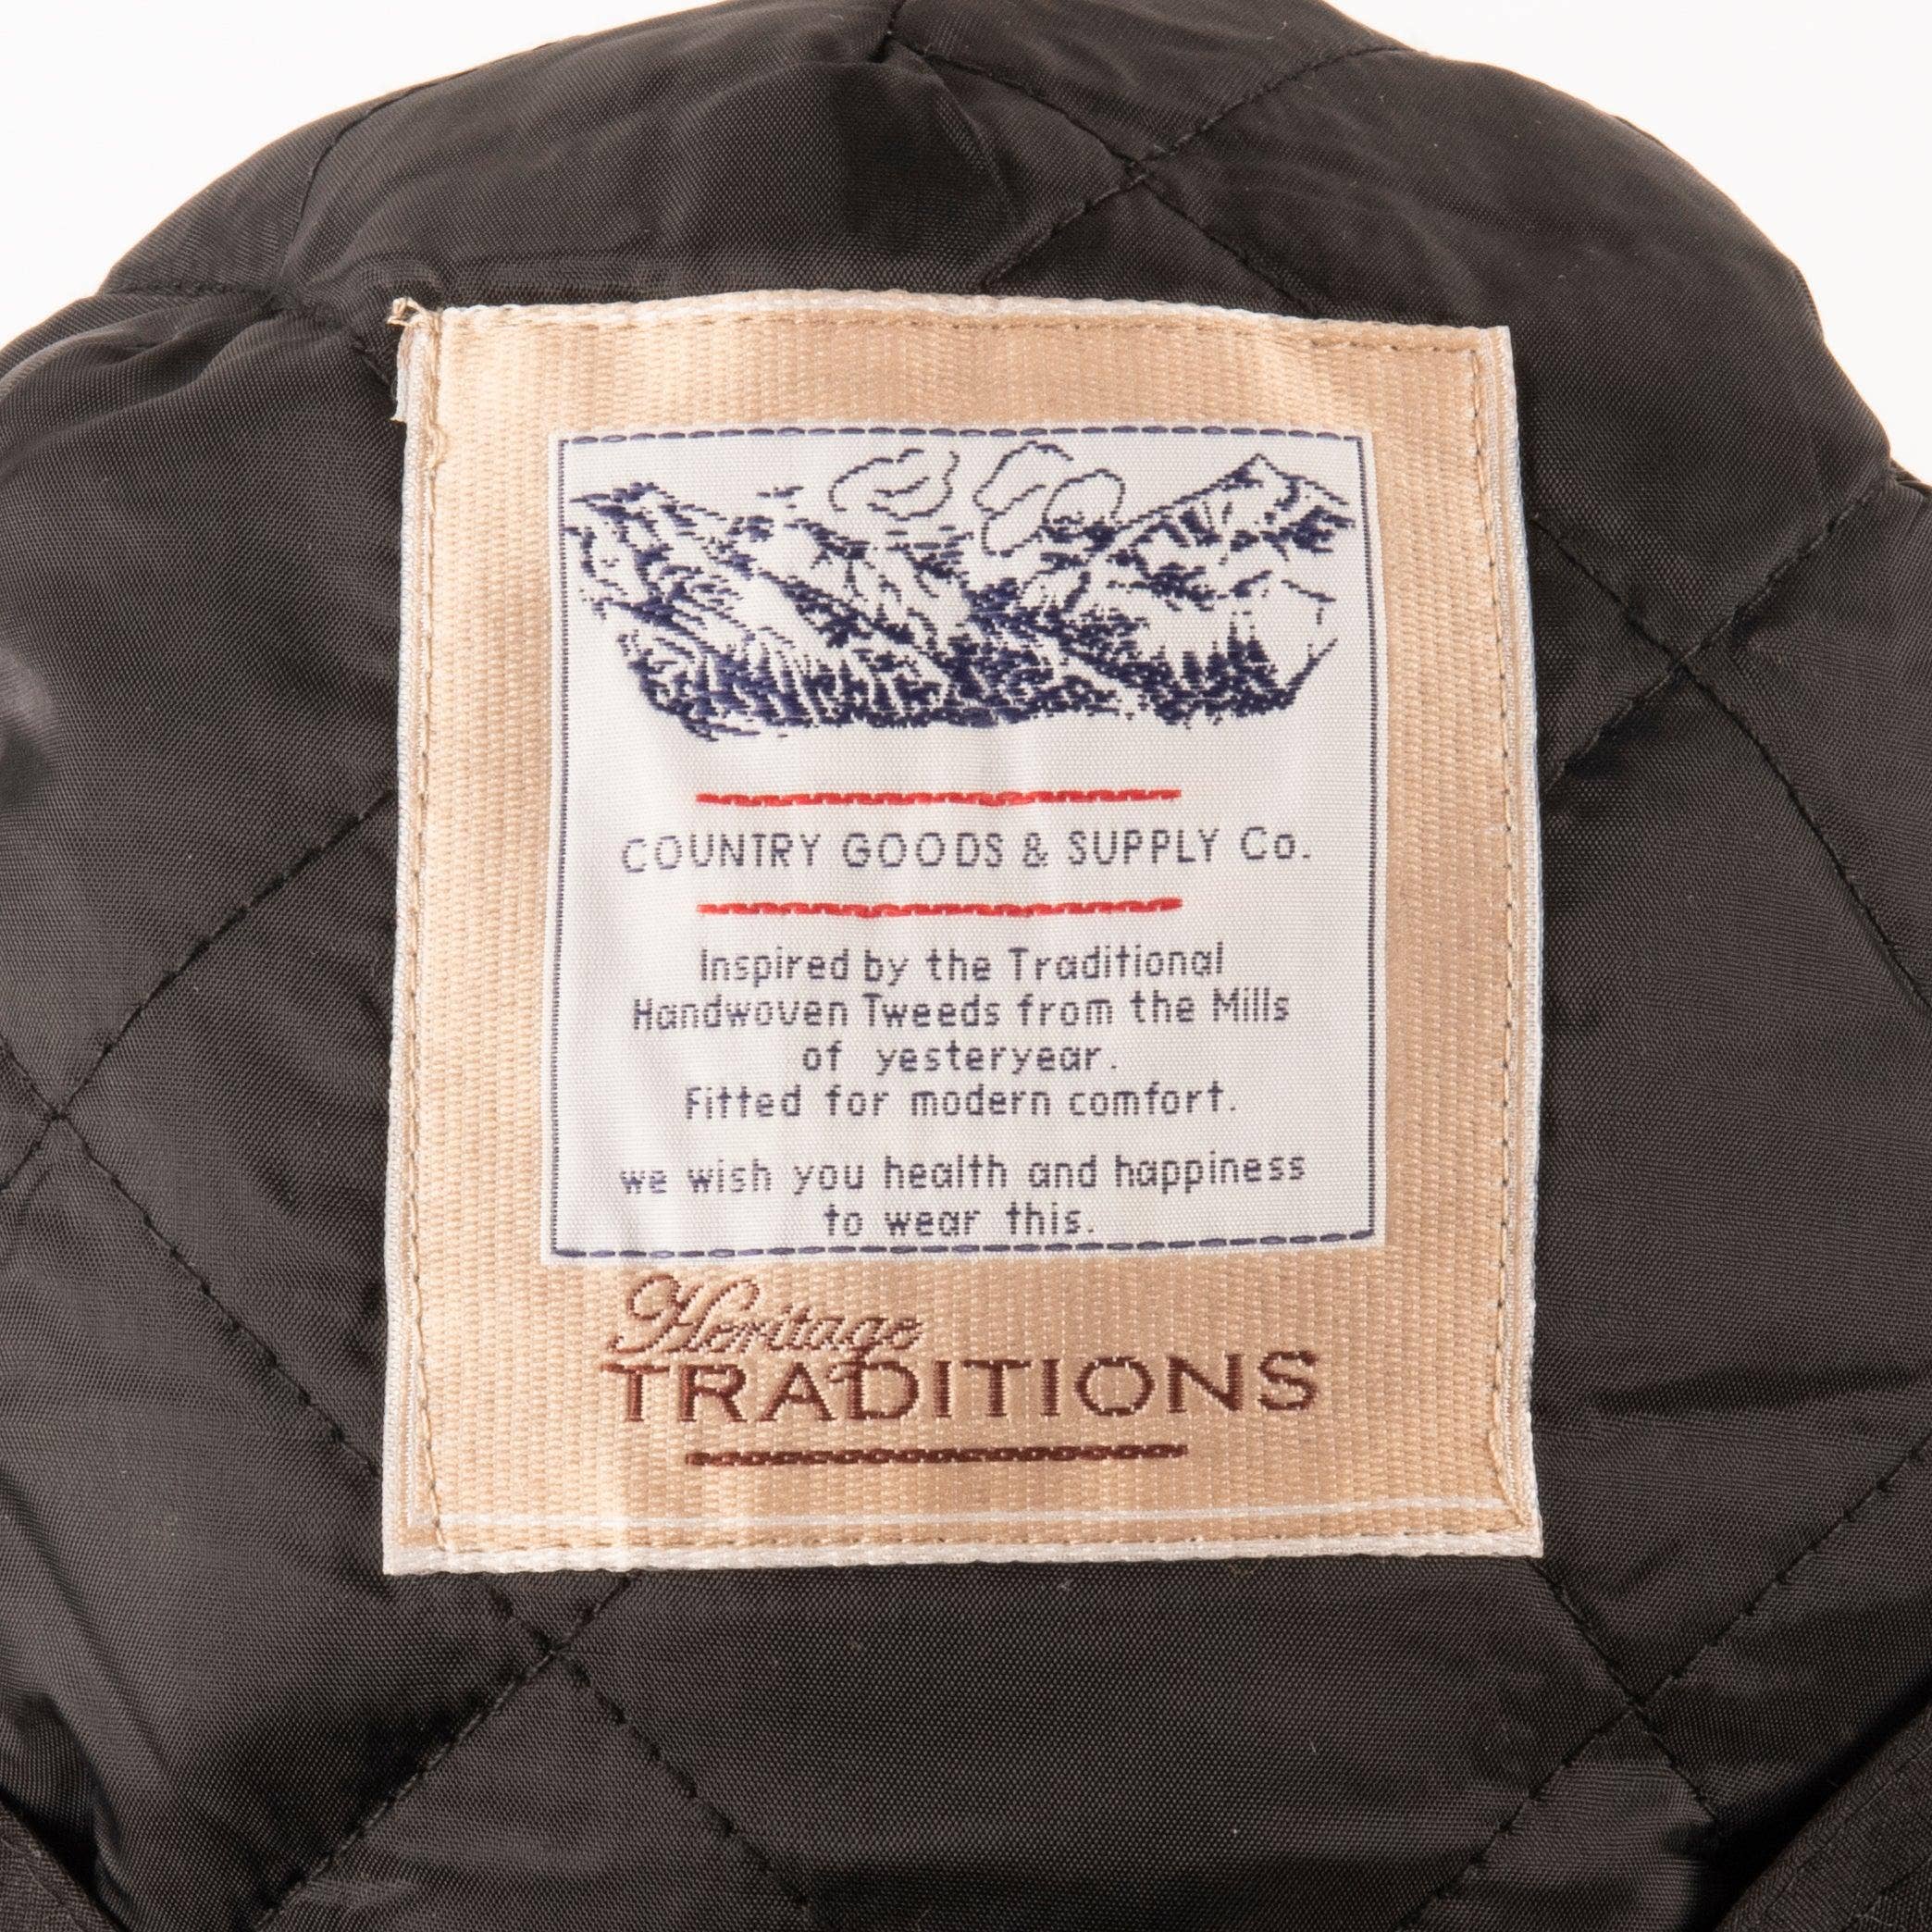 COUNTRY GOODS & SUPPLY Co.
Inspired by the Traditional
Handwoven Tweeds from the Mills
of yesteryear.
Fitted for modern comfort.
we wish you health and happiness
to wear this.
Heritage
TRADITIONS